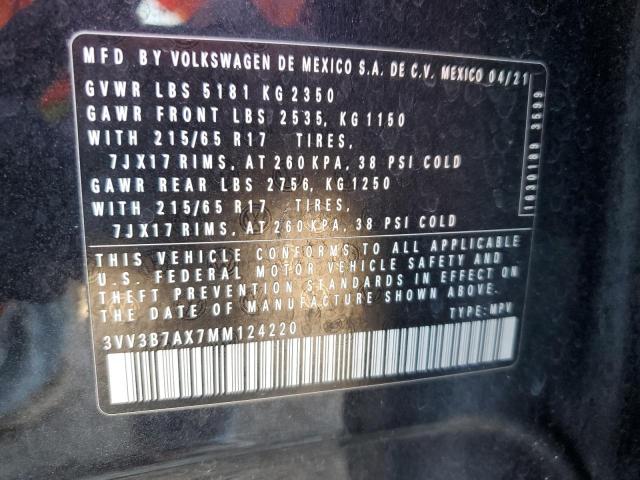 MFD BY VOLKSWAGEN DE MEXICO S.A. DE C.V. MEXICO 04/21
GVWR LBS 5181 KG 2350
GAWR FRONT LBS 2535, KG 1150
WITH 215/65 R17 TIRES,
7JX17 RIMS, AT 260 KPA, 38 PSI COLD
GAWR REAR LBS 2756, KG 1250
WITH 215/65 R17 TIRES,
7JX17 RIMS, AT 260 KPA, 38 PSI COLD
THIS VEHICLE CONFORMS TO ALL APPLICABLE
U.S. FEDERAL MOTOR VEHICLE SAFETY AND
THEFT PREVENTION STANDARDS IN EFFECT ON
THE DATE OF MANUFACTURE SHOWN ABOVE.
TYPE: MPV
3VV3B7AX7MM124220
1630189 3699